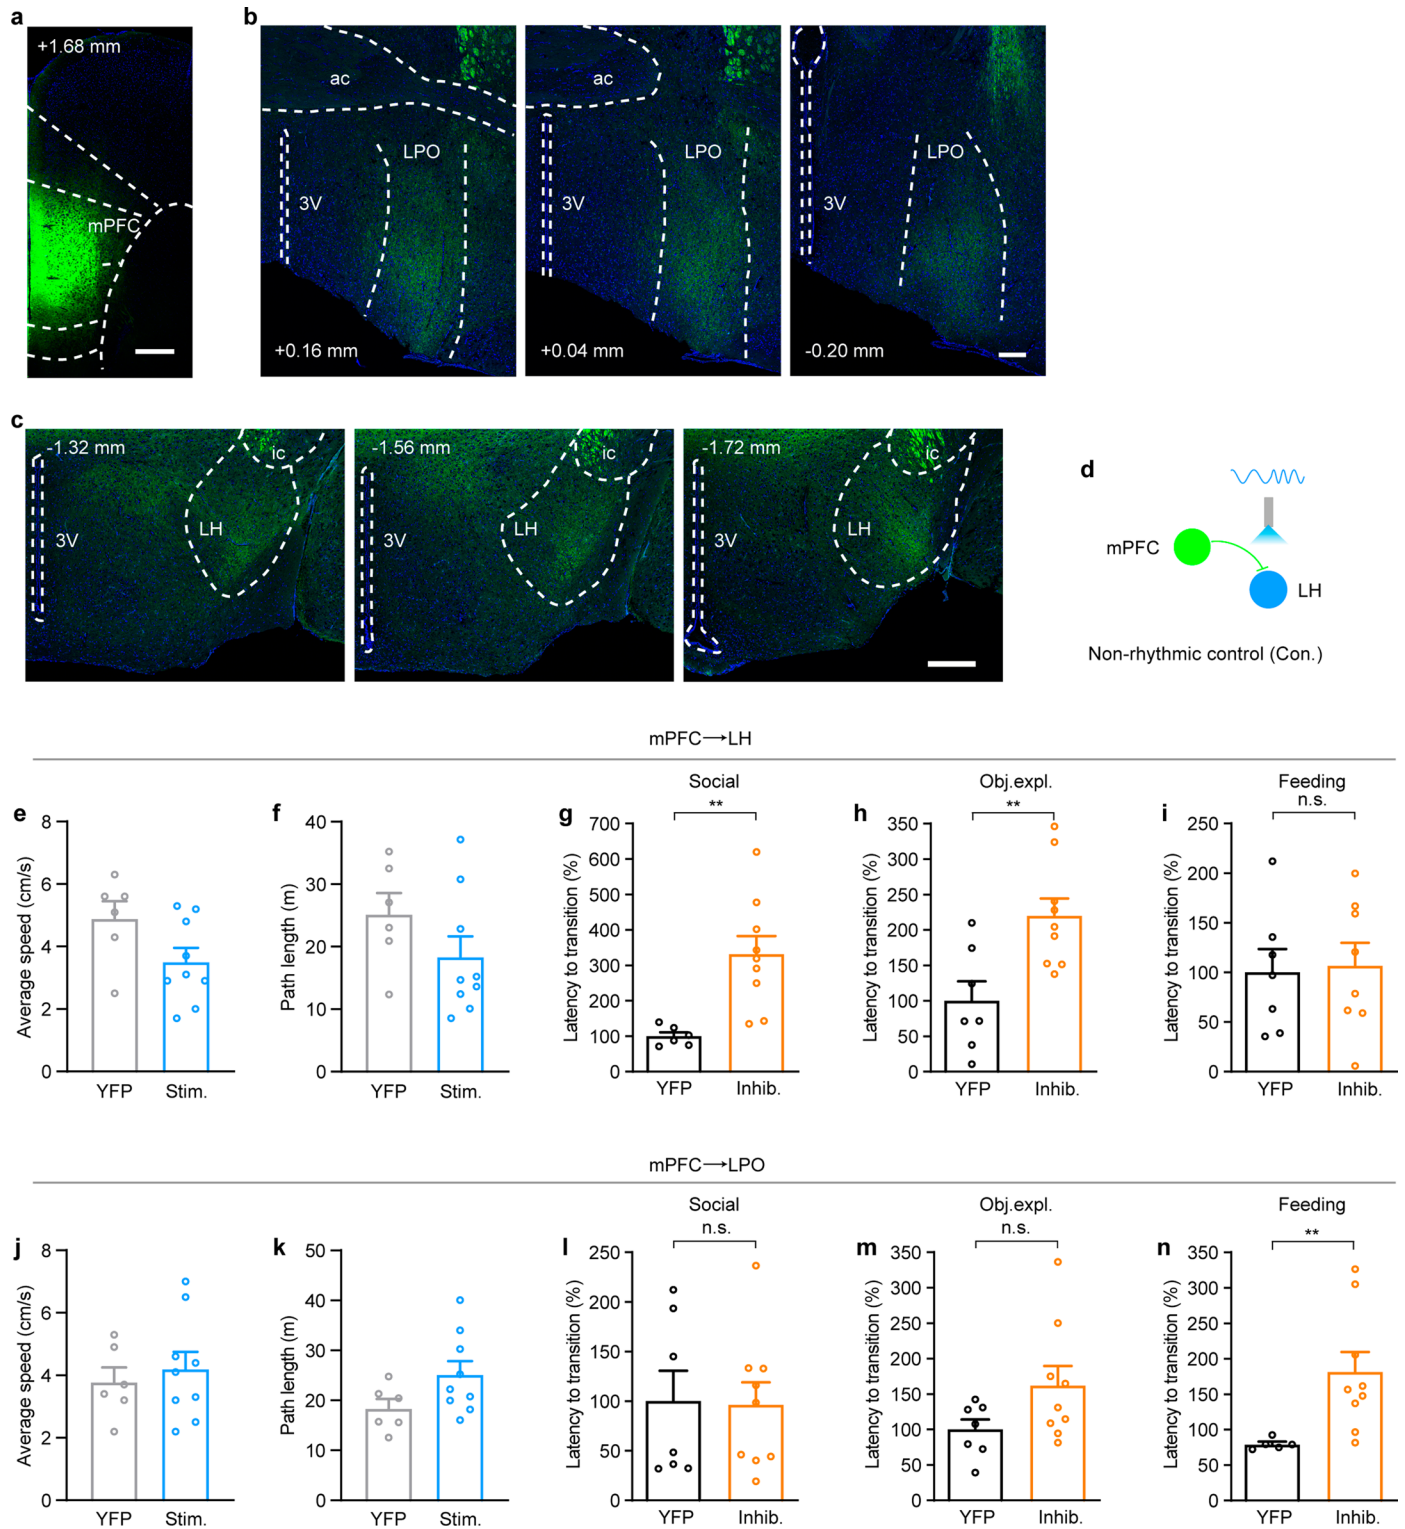 a
+1.68 mm
mPFC
b
ac
LPO
3V
+0.16 mm
ac
LPO
3V
+0.04 mm
LPO
3V
-0.20 mm
c
-1.32 mm
ic
LH
3V
-1.56 mm
ic
LH
3V
-1.72 mm
ic
LH
3V
d
mPFC
LH
Non-rhythmic control (Con.)
mPFC→LH
e
Average speed (cm/s)
8
6
4
2
0
YFP Stim.
f
Path length (m)
40
30
20
10
0
YFP Stim.
g
Social
**
Latency to transition (%)
700
600
500
400
300
200
100
0
YFP Inhib.
h
Obj.expl.
**
Latency to transition (%)
350
300
250
200
150
100
50
0
YFP Inhib.
i
Feeding
n.s.
Latency to transition (%)
250
200
150
100
50
0
YFP Inhib.
mPFC→LPO
j
Average speed (cm/s)
8
6
4
2
0
YFP Stim.
k
Path length (m)
50
40
30
20
10
0
YFP Stim.
l
Social
n.s.
Latency to transition (%)
250
200
150
100
50
0
YFP Inhib.
m
Obj.expl.
n.s.
Latency to transition (%)
350
300
250
200
150
100
50
0
YFP Inhib.
n
Feeding
**
Latency to transition (%)
350
300
250
200
150
100
50
0
YFP Inhib.